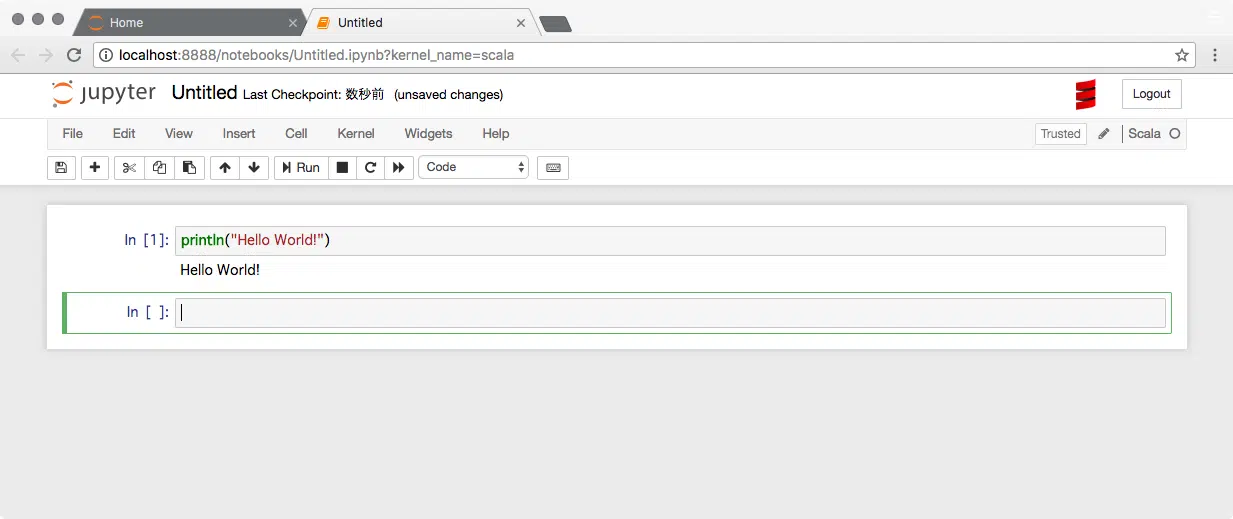 Home
Untitled
localhost:8888/notebooks/Untitled.ipynb?kernel_name=scala
jupyter Untitled Last Checkpoint: 数秒前 (unsaved changes) Logout
File Edit View Insert Cell Kernel Widgets Help Trusted Scala
Run Code
In [1]: println("Hello World!")
Hello World!
In [ ]: